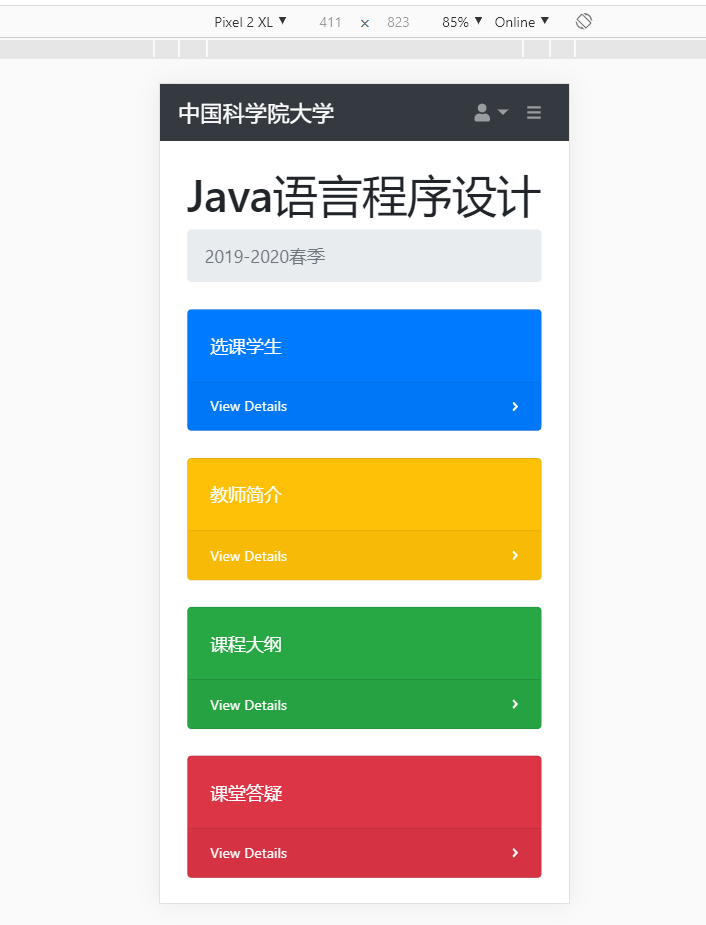 Pixel 2 XL 411 × 823 85% Online
中国科学院大学
Java语言程序设计
2019-2020春季
选课学生
View Details
教师简介
View Details
课程大纲
View Details
课堂答疑
View Details